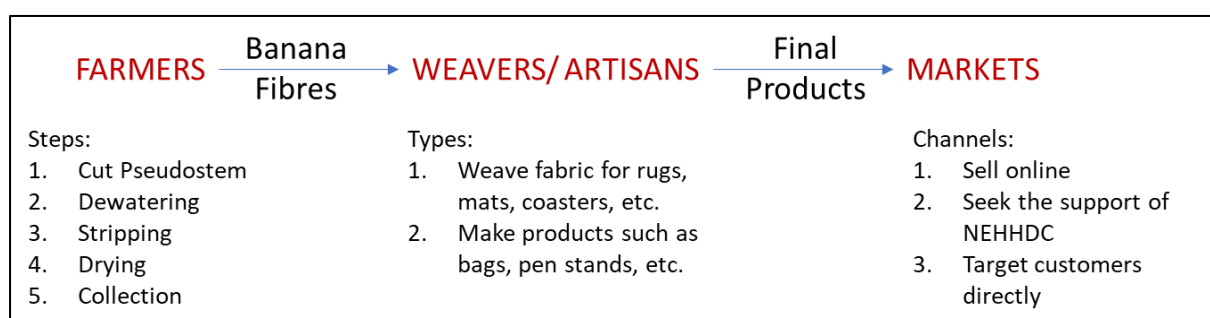 FARMERS
Banana
Fibres
WEAVERS/ ARTISANS
Final
Products
MARKETS
Steps:
1. Cut Pseudostem
2. Dewatering
3. Stripping
4. Drying
5. Collection
Types:
1. Weave fabric for rugs,
mats, coasters, etc.
2. Make products such as
bags, pen stands, etc.
Channels:
1. Sell online
2. Seek the support of
NEHHDC
3. Target customers
directly